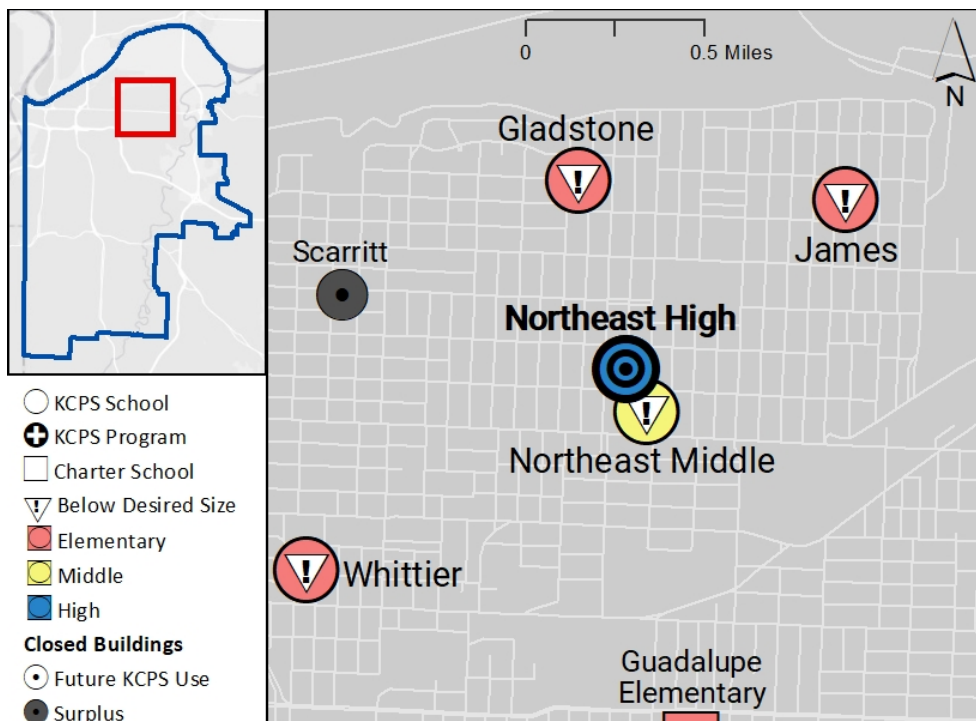 0 0.5 Miles
N
Gladstone
James
Scarritt
Northeast High
Northeast Middle
Whittier
Guadalupe
Elementary
KCPS School
KCPS Program
Charter School
! Below Desired Size
Elementary
Middle
High
Closed Buildings
Future KCPS Use
Surplus